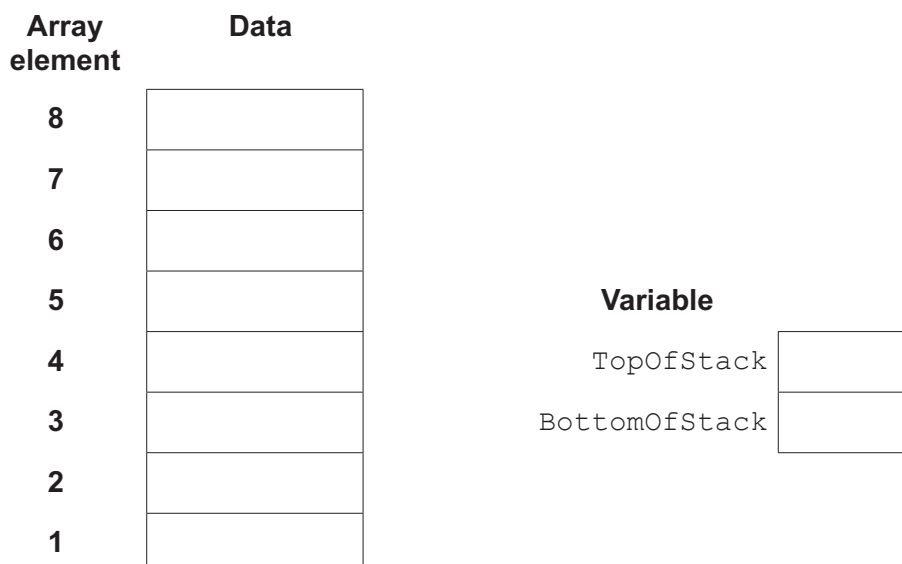 Array element
Data
8
7
6
5
Variable
4
TopOfStack
3
BottomOfStack
2
1